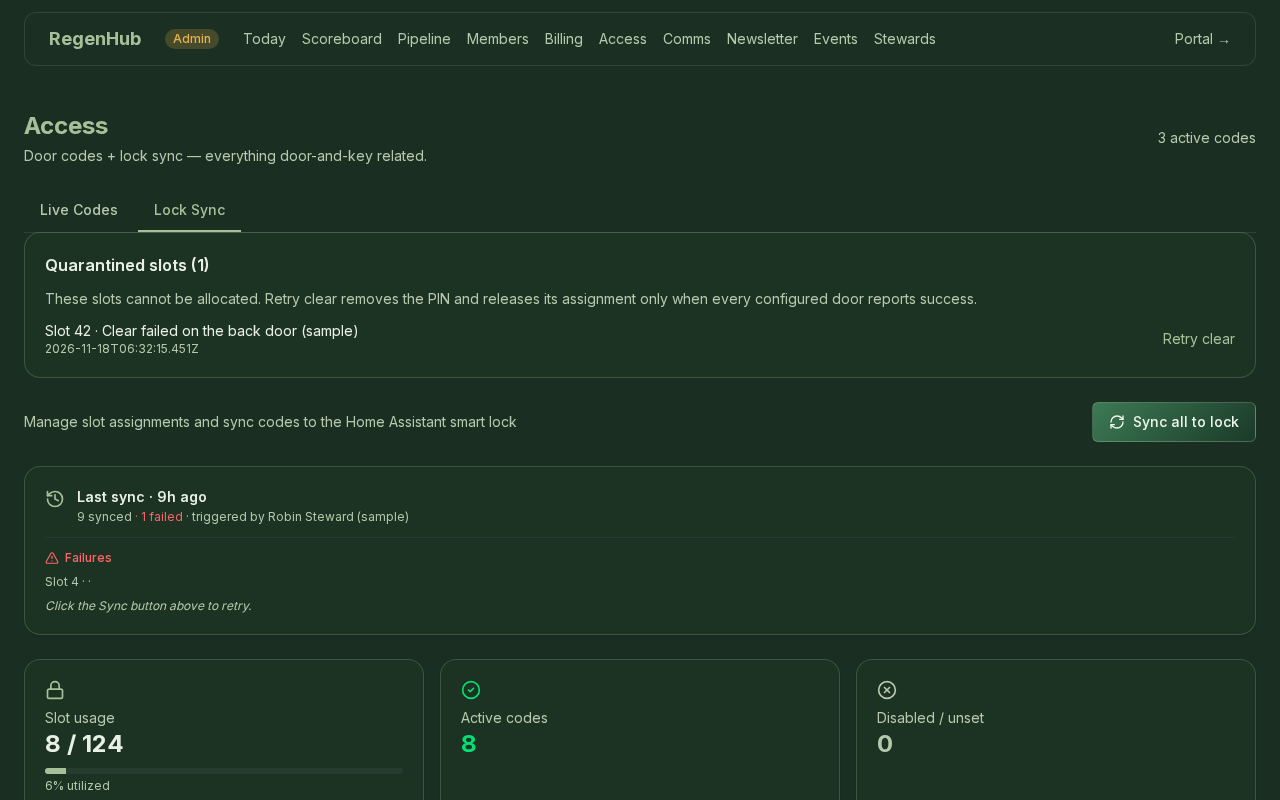 RegenHub
Admin
Today
Scoreboard
Pipeline
Members
Billing
Access
Comms
Newsletter
Events
Stewards
Portal →
Access
Door codes + lock sync — everything door-and-key related.
3 active codes
Live Codes
Lock Sync
Quarantined slots (1)
These slots cannot be allocated. Retry clear removes the PIN and releases its assignment only when every configured door reports success.
Slot 42 · Clear failed on the back door (sample)
2026-11-18T06:32:15.451Z
Retry clear
Manage slot assignments and sync codes to the Home Assistant smart lock
Sync all to lock
Last sync · 9h ago
9 synced · 1 failed · triggered by Robin Steward (sample)
Failures
Slot 4 · ·
Click the Sync button above to retry.
Slot usage
8 / 124
6% utilized
Active codes
8
Disabled / unset
0